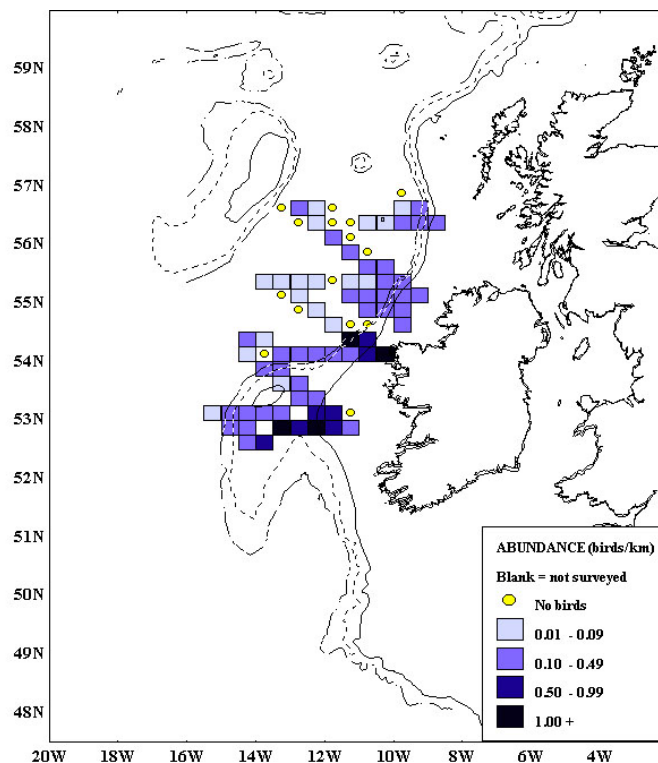 59N
58N
57N
56N
55N
54N
53N
52N
51N
50N
49N
48N
ABUNDANCE (birds/km)
Blank = not surveyed
No birds
0.01 - 0.09
0.10 - 0.49
0.50 - 0.99
1.00 +
20W 18W 16W 14W 12W 10W 8W 6W 4W